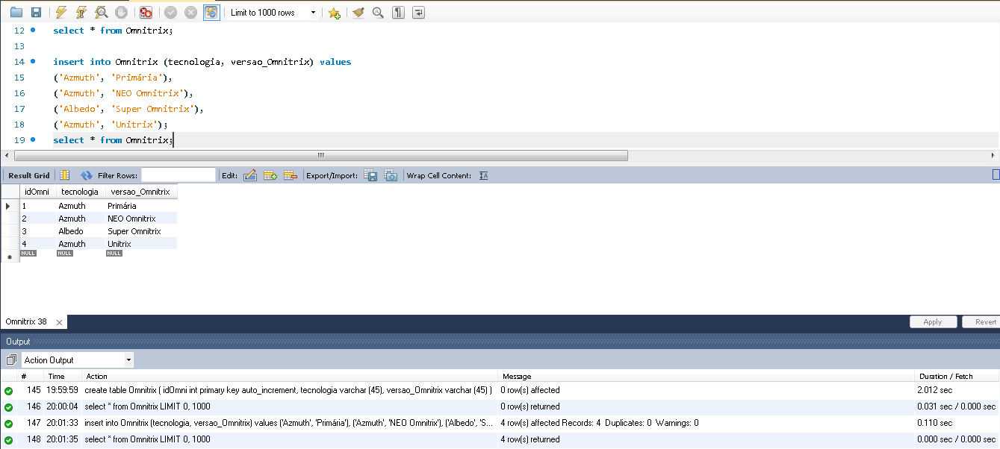 Limit to 1000 rows
12 select * from Omnitrix;
13
14 insert into Omnitrix (tecnologia, versao_Omnitrix) values
15 ('Azmuth', 'Primária'),
16 ('Azmuth', 'NEO Omnitrix'),
17 ('Albedo', 'Super Omnitrix'),
18 ('Azmuth', 'Unitrix');
19 select * from Omnitrix;
Result Grid Filter Rows: Edit: Export/Import: Wrap Cell Content:
idOmni tecnologia versao_Omnitrix
1 Azmuth Primária
2 Azmuth NEO Omnitrix
3 Albedo Super Omnitrix
4 Azmuth Unitrix
NULL NULL NULL
Omnitrix 38 Apply Revert
Output
Action Output
# Time Action Message Duration / Fetch
145 19:59:59 create table Omnitrix ( idOmni int primary key auto_increment, tecnologia varchar (45), versao_Omnitrix varchar (45) ) 0 row(s) affected 2.012 sec
146 20:00:04 select * from Omnitrix LIMIT 0, 1000 0 row(s) returned 0.031 sec / 0.000 sec
147 20:01:33 insert into Omnitrix (tecnologia, versao_Omnitrix) values ('Azmuth', 'Primária'), ('Azmuth', 'NEO Omnitrix'), ('Albedo', 'S... 4 row(s) affected Records: 4 Duplicates: 0 Warnings: 0 0.110 sec
148 20:01:35 select * from Omnitrix LIMIT 0, 1000 4 row(s) returned 0.000 sec / 0.000 sec